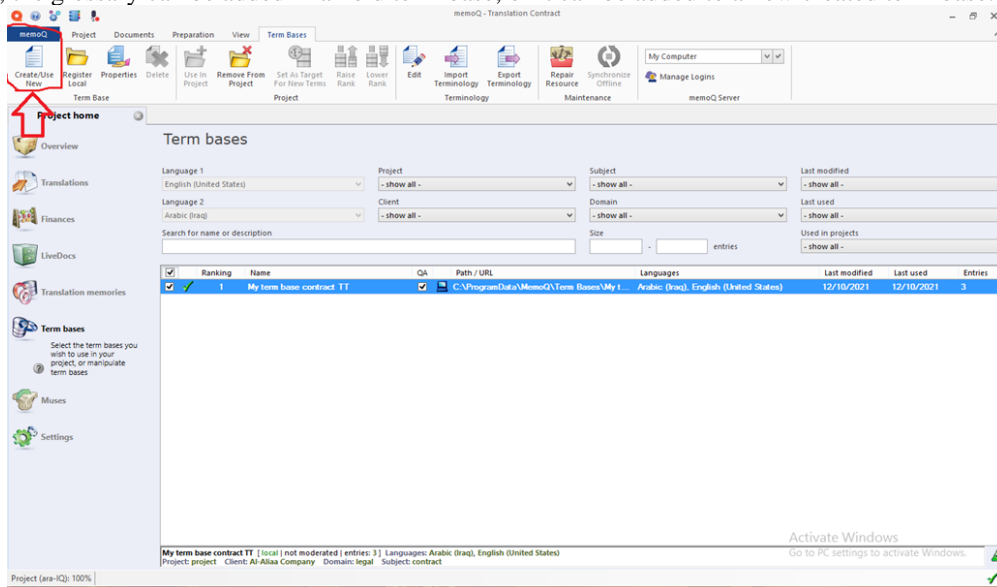 memoQ - Translation Contract
memoQ Project Documents Preparation View Term Bases
Create/Use New
Register Local
Properties
Delete
Use In Project
Remove From Project
Set As Target For New Terms
Raise Rank
Lower Rank
Edit
Import Terminology
Export Terminology
Repair Resource
Synchronize Offline
My Computer
Manage Logins
Term Base Project Terminology Maintenance memoQ Server
Project home
Overview
Translations
Finances
LiveDocs
Translation memories
Term bases
Select the term bases you
wish to use in your
project, or manipulate
term bases
Muses
Settings
Term bases
Language 1 Project Subject Last modified
English (United States) - show all - - show all - - show all -
Language 2 Client Domain Last used
Arabic (Iraq) - show all - - show all - - show all -
Search for name or description Size Used in projects
- entries - show all -
Ranking Name QA Path / URL Languages Last modified Last used Entries
1 My term base contract TT C:\ProgramData\MemoQ\Term Bases\My t... Arabic (Iraq), English (United States) 12/10/2021 12/10/2021 3
Activate Windows
Go to PC settings to activate Windows.
My term base contract TT [local | not moderated | entries: 3] Languages: Arabic (Iraq), English (United States)
Project: project Client: Al-Aliaa Company Domain: legal Subject: contract
Project (ara-IQ): 100%